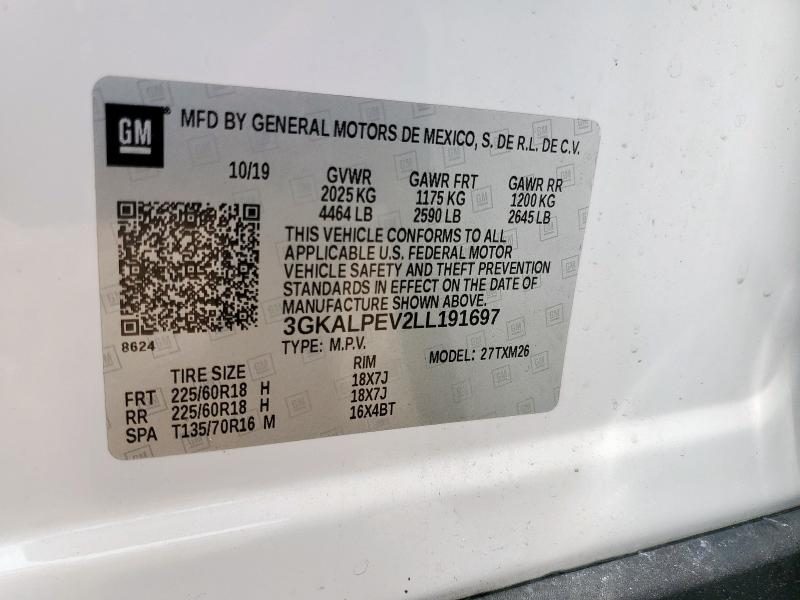 GM
MFD BY GENERAL MOTORS DE MEXICO, S. DE R.L. DE C.V.
10/19 GVWR GAWR FRT GAWR RR
2025 KG 1175 KG 1200 KG
4464 LB 2590 LB 2645 LB
THIS VEHICLE CONFORMS TO ALL
APPLICABLE U.S. FEDERAL MOTOR
VEHICLE SAFETY AND THEFT PREVENTION
STANDARDS IN EFFECT ON THE DATE OF
MANUFACTURE SHOWN ABOVE.
3GKALPEV2LL191697
8624
TYPE: M.P.V. MODEL: 27TXM26
TIRE SIZE RIM
FRT 225/60R18 H 18X7J
RR 225/60R18 H 18X7J
SPA T135/70R16 M 16X4BT